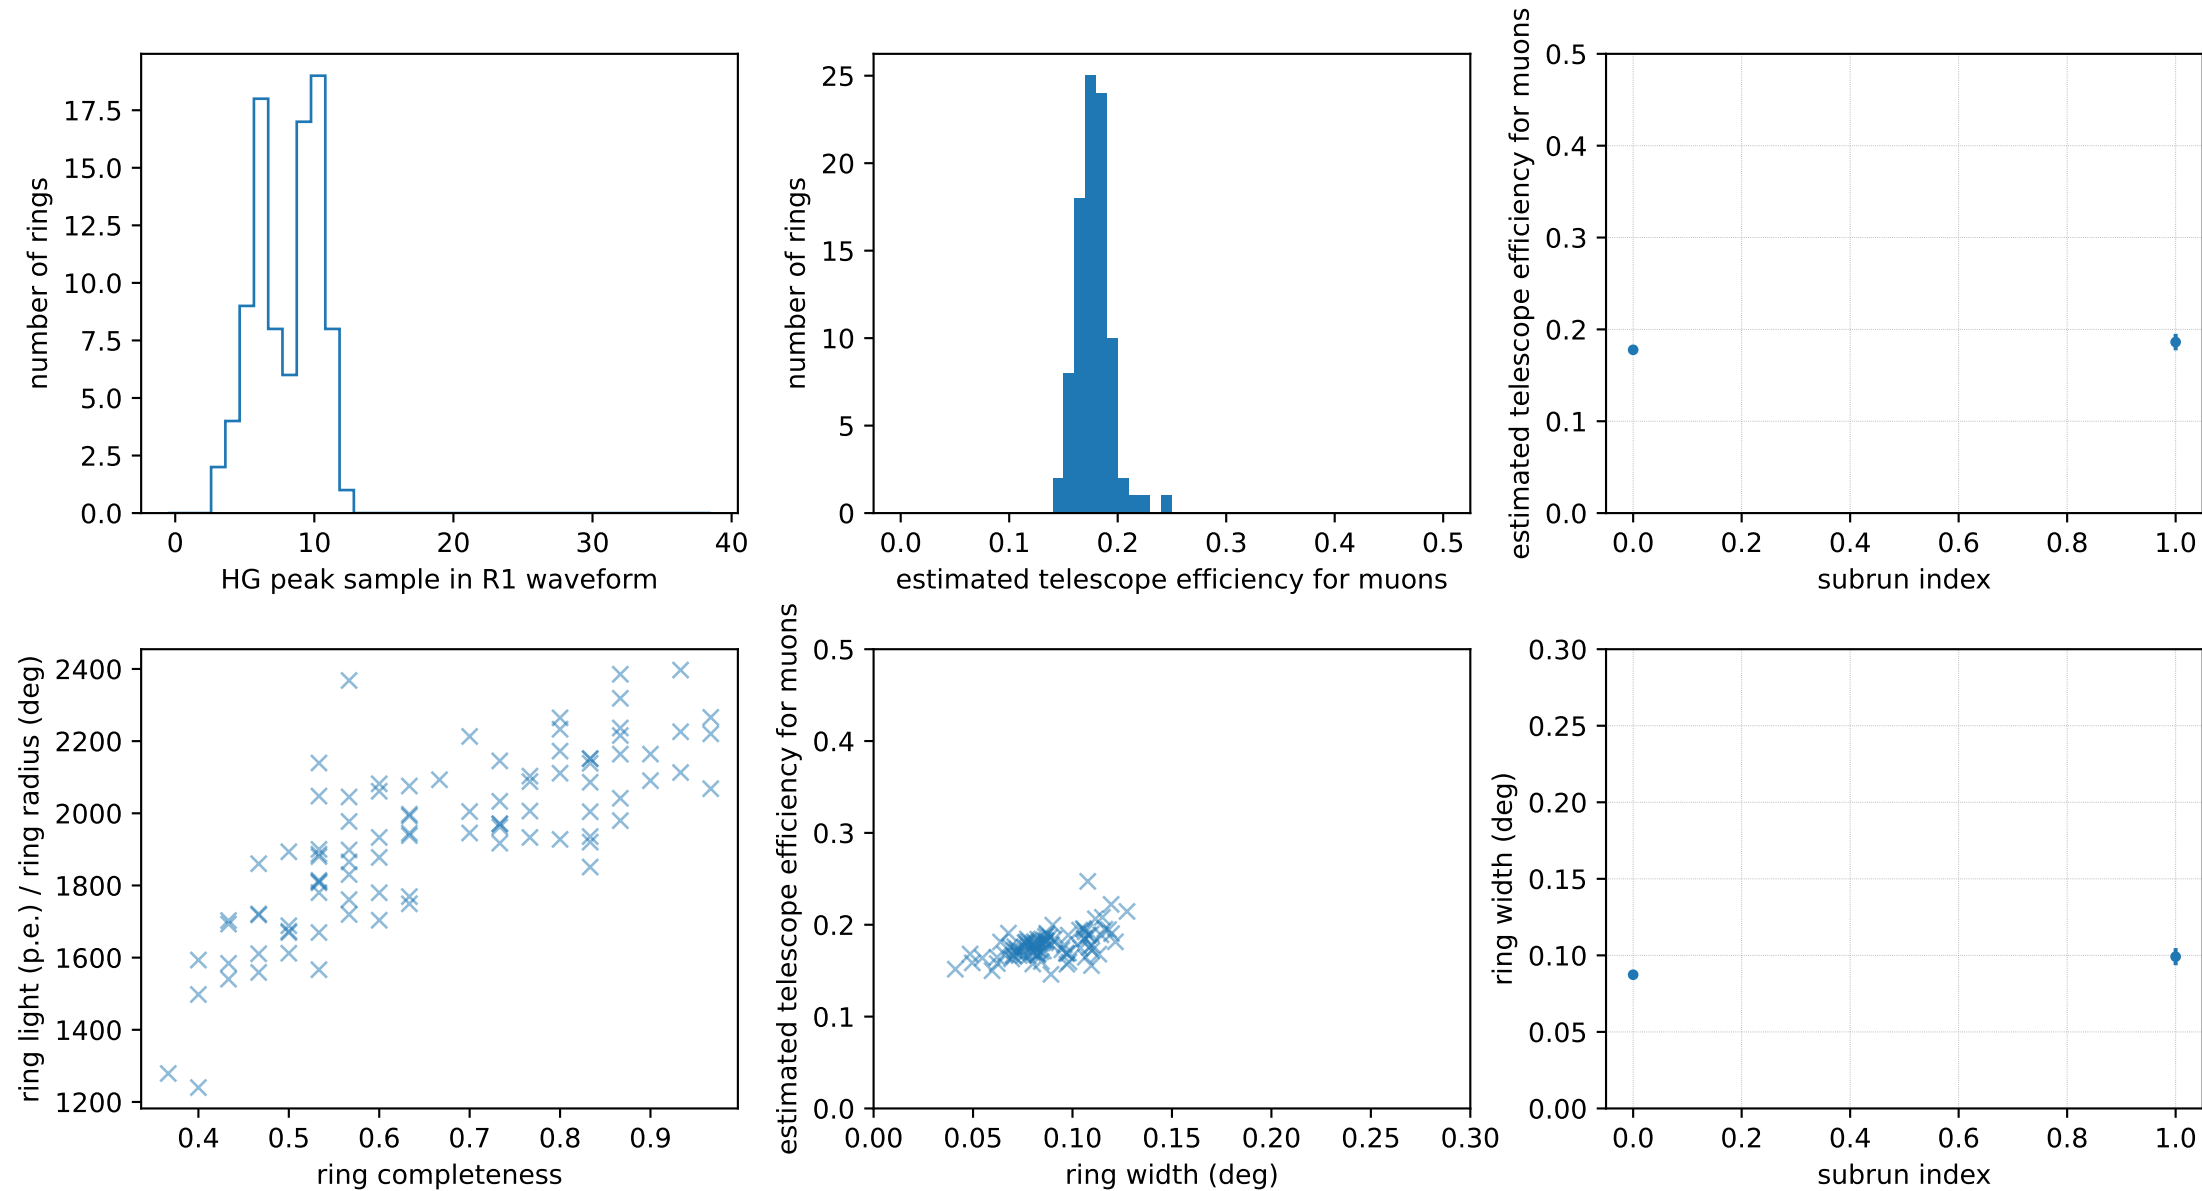 number of rings
17.5
15.0
12.5
10.0
7.5
5.0
2.5
0.0
0 10 20 30 40
HG peak sample in R1 waveform
number of rings
25
20
15
10
5
0
0.0 0.1 0.2 0.3 0.4 0.5
estimated telescope efficiency for muons
estimated telescope efficiency for muons
0.5
0.4
0.3
0.2
0.1
0.0
0.0 0.2 0.4 0.6 0.8 1.0
subrun index
ring light (p.e.) / ring radius (deg)
2400
2200
2000
1800
1600
1400
1200
0.4 0.5 0.6 0.7 0.8 0.9
ring completeness
estimated telescope efficiency for muons
0.5
0.4
0.3
0.2
0.1
0.0
0.00 0.05 0.10 0.15 0.20 0.25 0.30
ring width (deg)
ring width (deg)
0.30
0.25
0.20
0.15
0.10
0.05
0.00
0.0 0.2 0.4 0.6 0.8 1.0
subrun index